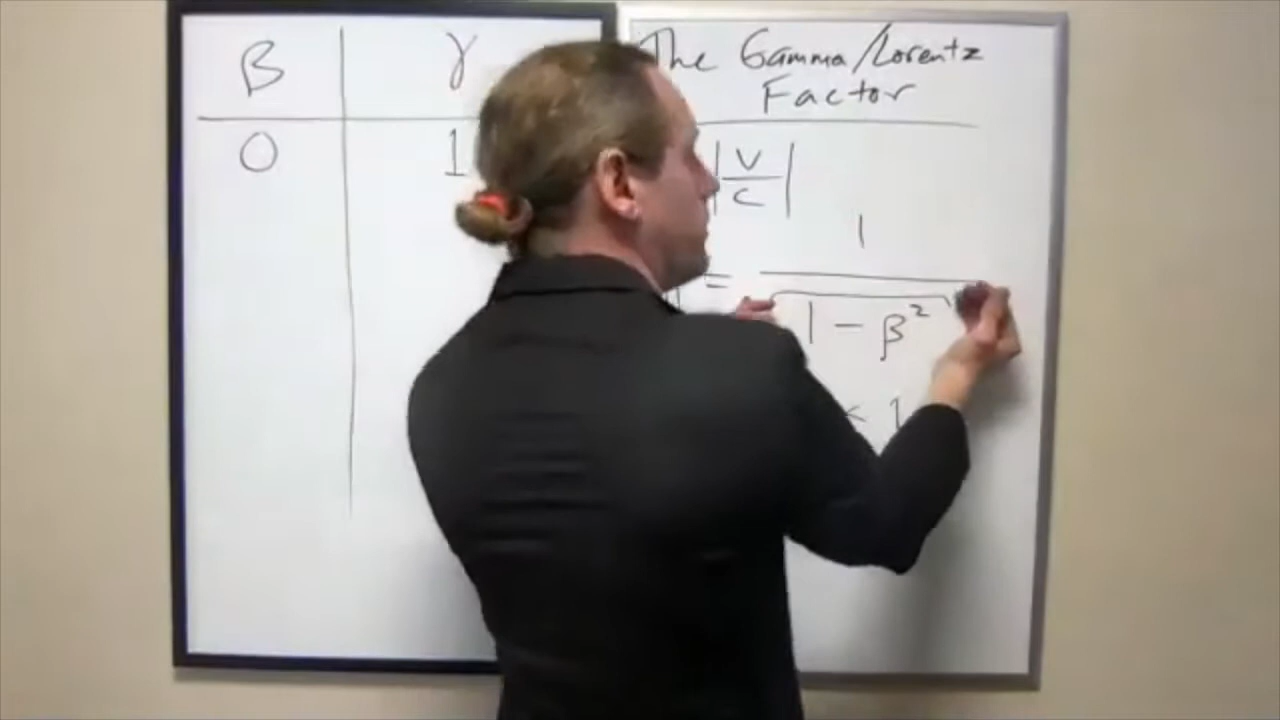 β γ
0 1
The Gamma/Lorentz
Factor
|v/c|
= 1/√(1 - β²)
< 1